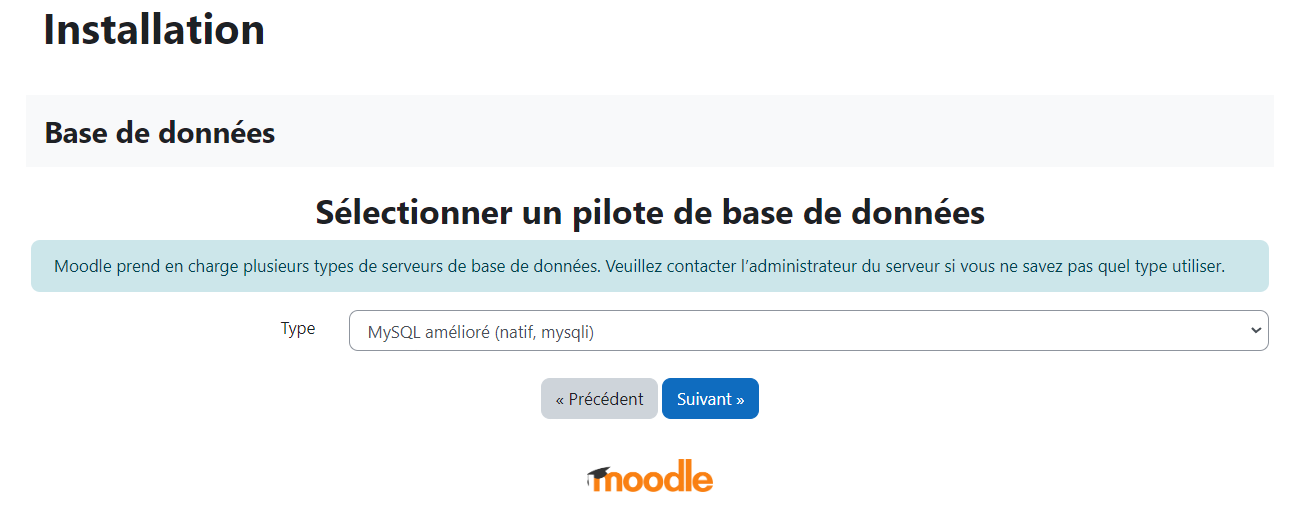 Installation
Base de données
Sélectionner un pilote de base de données
Moodle prend en charge plusieurs types de serveurs de base de données. Veuillez contacter l’administrateur du serveur si vous ne savez pas quel type utiliser.
Type
MySQL amélioré (natif, mysqli)
« Précédent
Suivant »
moodle